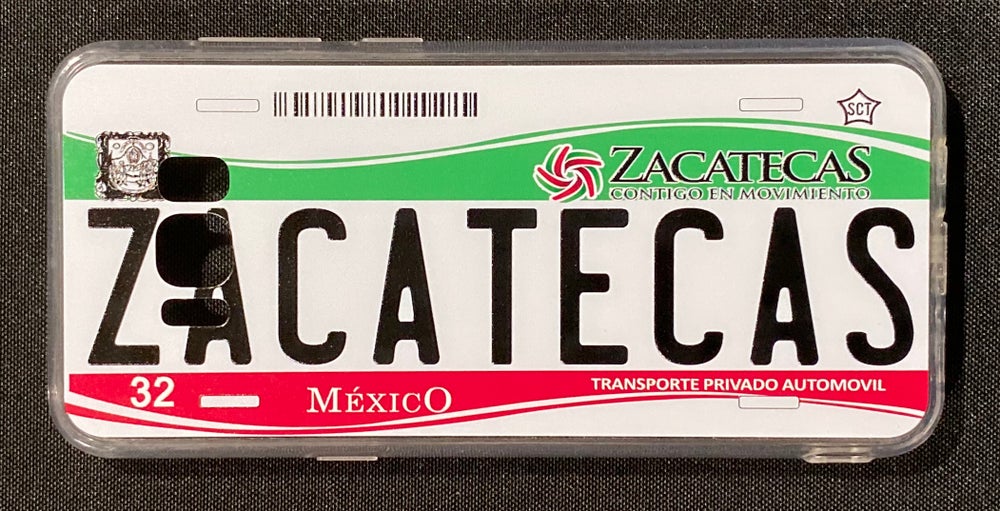 SCT
ZACATECAS
CONTIGO EN MOVIMIENTO
ZACATECAS
32
MÉXICO
TRANSPORTE PRIVADO AUTOMOVIL